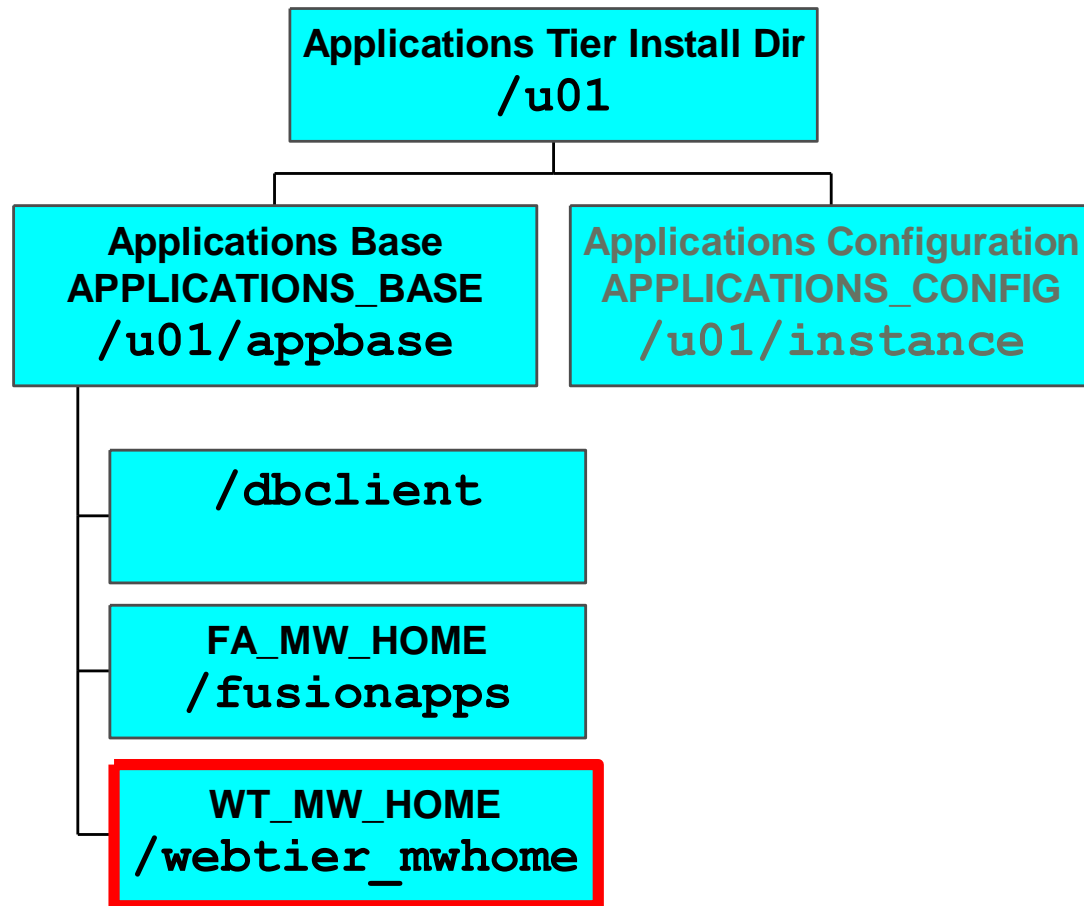 Applications Tier Install Dir
/u01
Applications Base
APPLICATIONS_BASE
/u01/appbase
Applications Configuration
APPLICATIONS_CONFIG
/u01/instance
/dbclient
FA_MW_HOME
/fusionapps
WT_MW_HOME
/webtier_mwhome